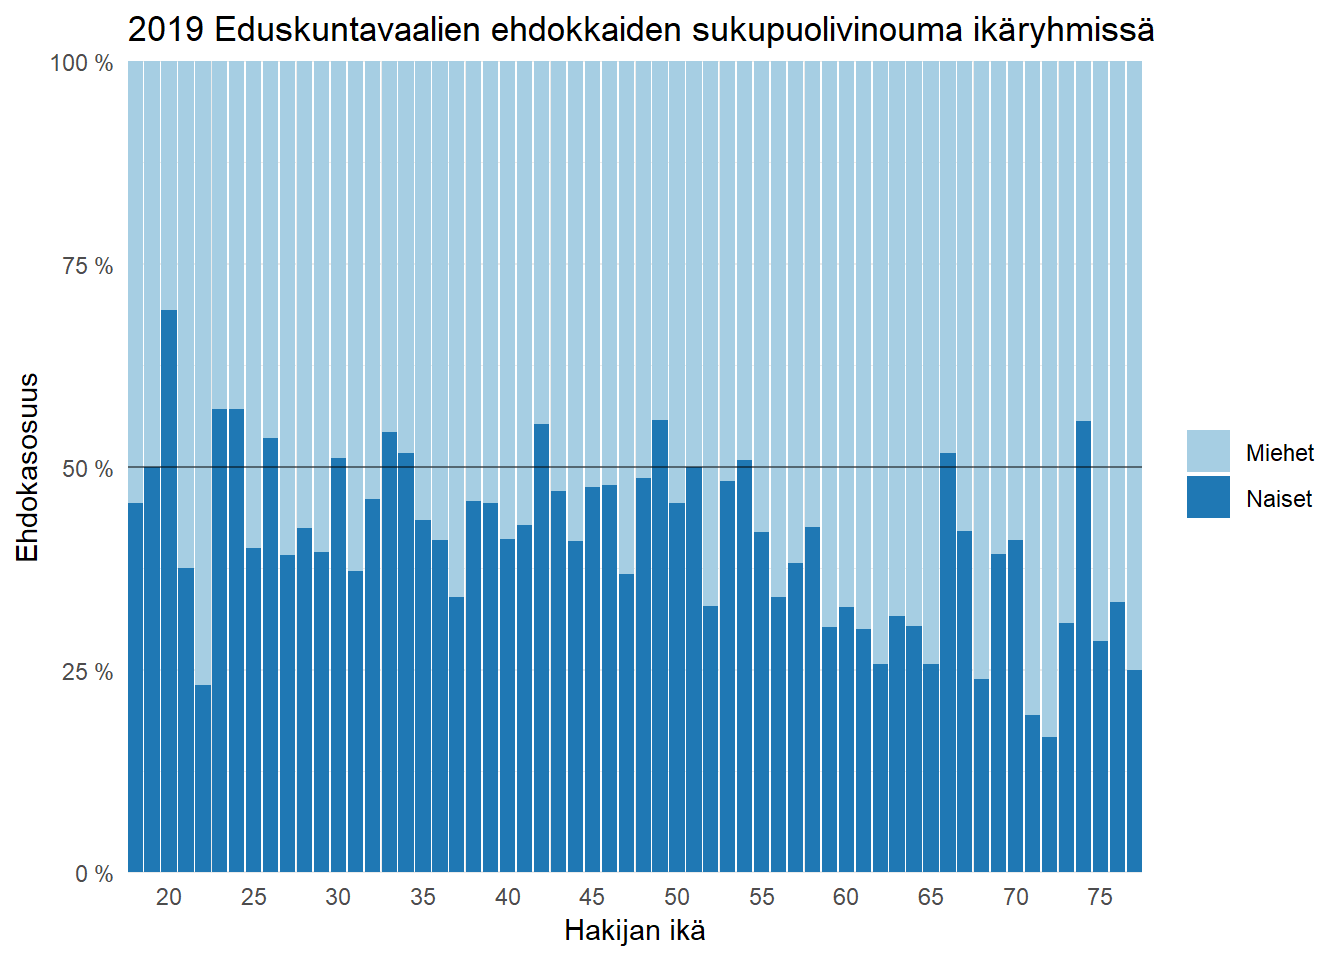 2019 Eduskuntavaalien ehdokkaiden sukupuolivinouma ikäryhmissä
100 %
75 %
50 %
25 %
0 %
Ehdokasosuus
20 25 30 35 40 45 50 55 60 65 70 75
Hakijan ikä
Miehet
Naiset